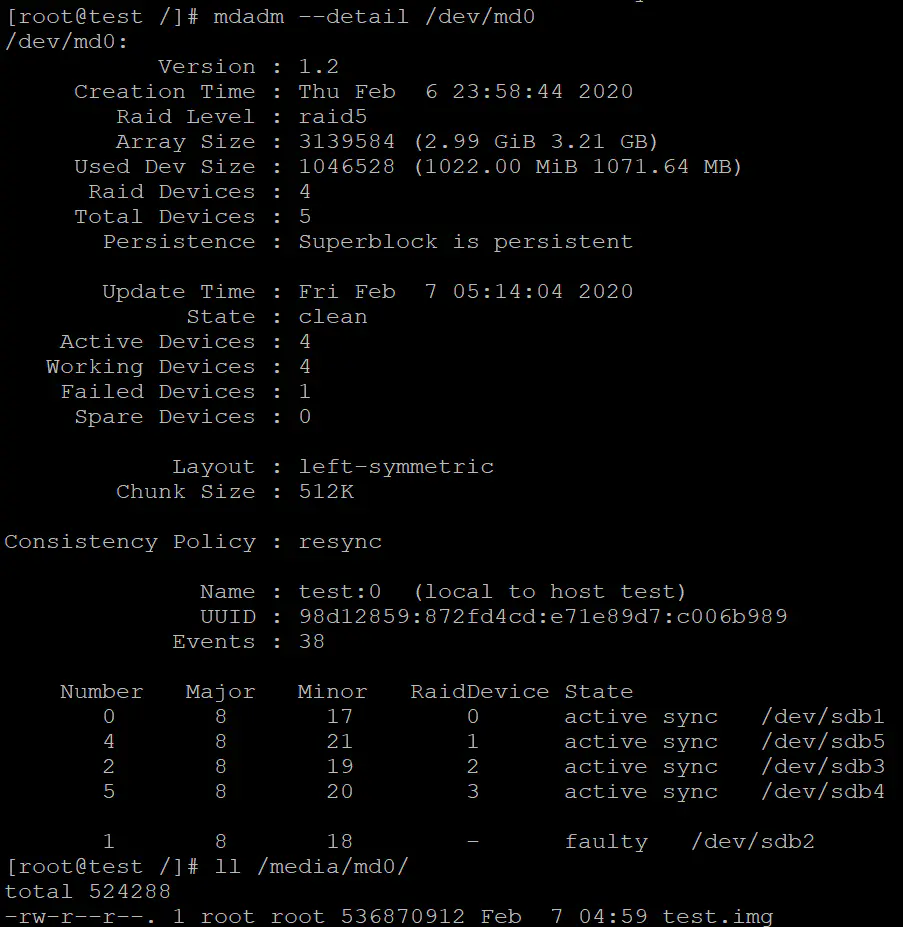 [root@test /]# mdadm --detail /dev/md0
/dev/md0:
Version : 1.2
Creation Time : Thu Feb  6 23:58:44 2020
Raid Level : raid5
Array Size : 3139584 (2.99 GiB 3.21 GB)
Used Dev Size : 1046528 (1022.00 MiB 1071.64 MB)
Raid Devices : 4
Total Devices : 5
Persistence : Superblock is persistent
Update Time : Fri Feb  7 05:14:04 2020
State : clean
Active Devices : 4
Working Devices : 4
Failed Devices : 1
Spare Devices : 0
Layout : left-symmetric
Chunk Size : 512K
Consistency Policy : resync
Name : test:0  (local to host test)
UUID : 98d12859:872fd4cd:e71e89d7:c006b989
Events : 38
Number   Major   Minor   RaidDevice State
0       8       17        0      active sync   /dev/sdb1
4       8       21        1      active sync   /dev/sdb5
2       8       19        2      active sync   /dev/sdb3
5       8       20        3      active sync   /dev/sdb4
1       8       18        -      faulty   /dev/sdb2
[root@test /]# ll /media/md0/
total 524288
-rw-r--r--. 1 root root 536870912 Feb  7 04:59 test.img